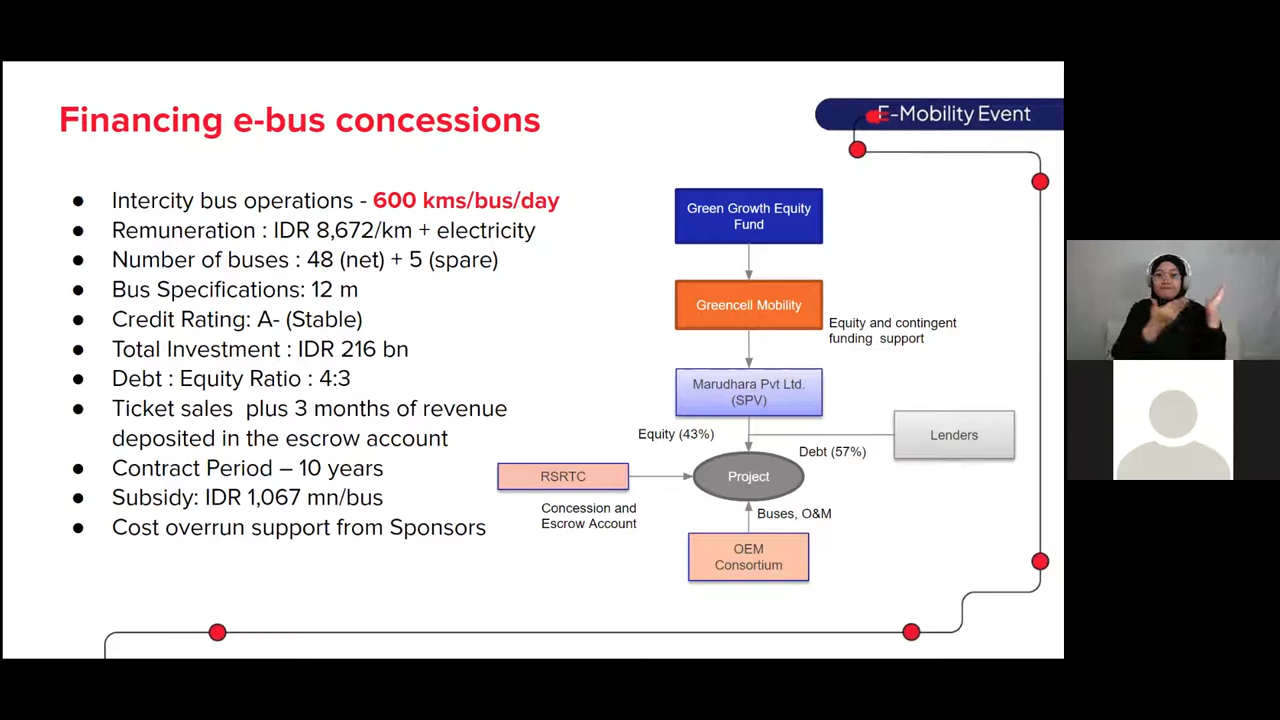 Financing e-bus concessions
E-Mobility Event
● Intercity bus operations - 600 kms/bus/day
● Remuneration : IDR 8,672/km + electricity
● Number of buses : 48 (net) + 5 (spare)
● Bus Specifications: 12 m
● Credit Rating: A- (Stable)
● Total Investment : IDR 216 bn
● Debt : Equity Ratio : 4:3
● Ticket sales plus 3 months of revenue
deposited in the escrow account
● Contract Period – 10 years
● Subsidy: IDR 1,067 mn/bus
● Cost overrun support from Sponsors
Green Growth Equity
Fund
Greencell Mobility
Equity and contingent
funding support
Marudhara Pvt Ltd.
(SPV)
Equity (43%)
Lenders
Debt (57%)
RSRTC
Project
Concession and
Escrow Account
Buses, O&M
OEM
Consortium